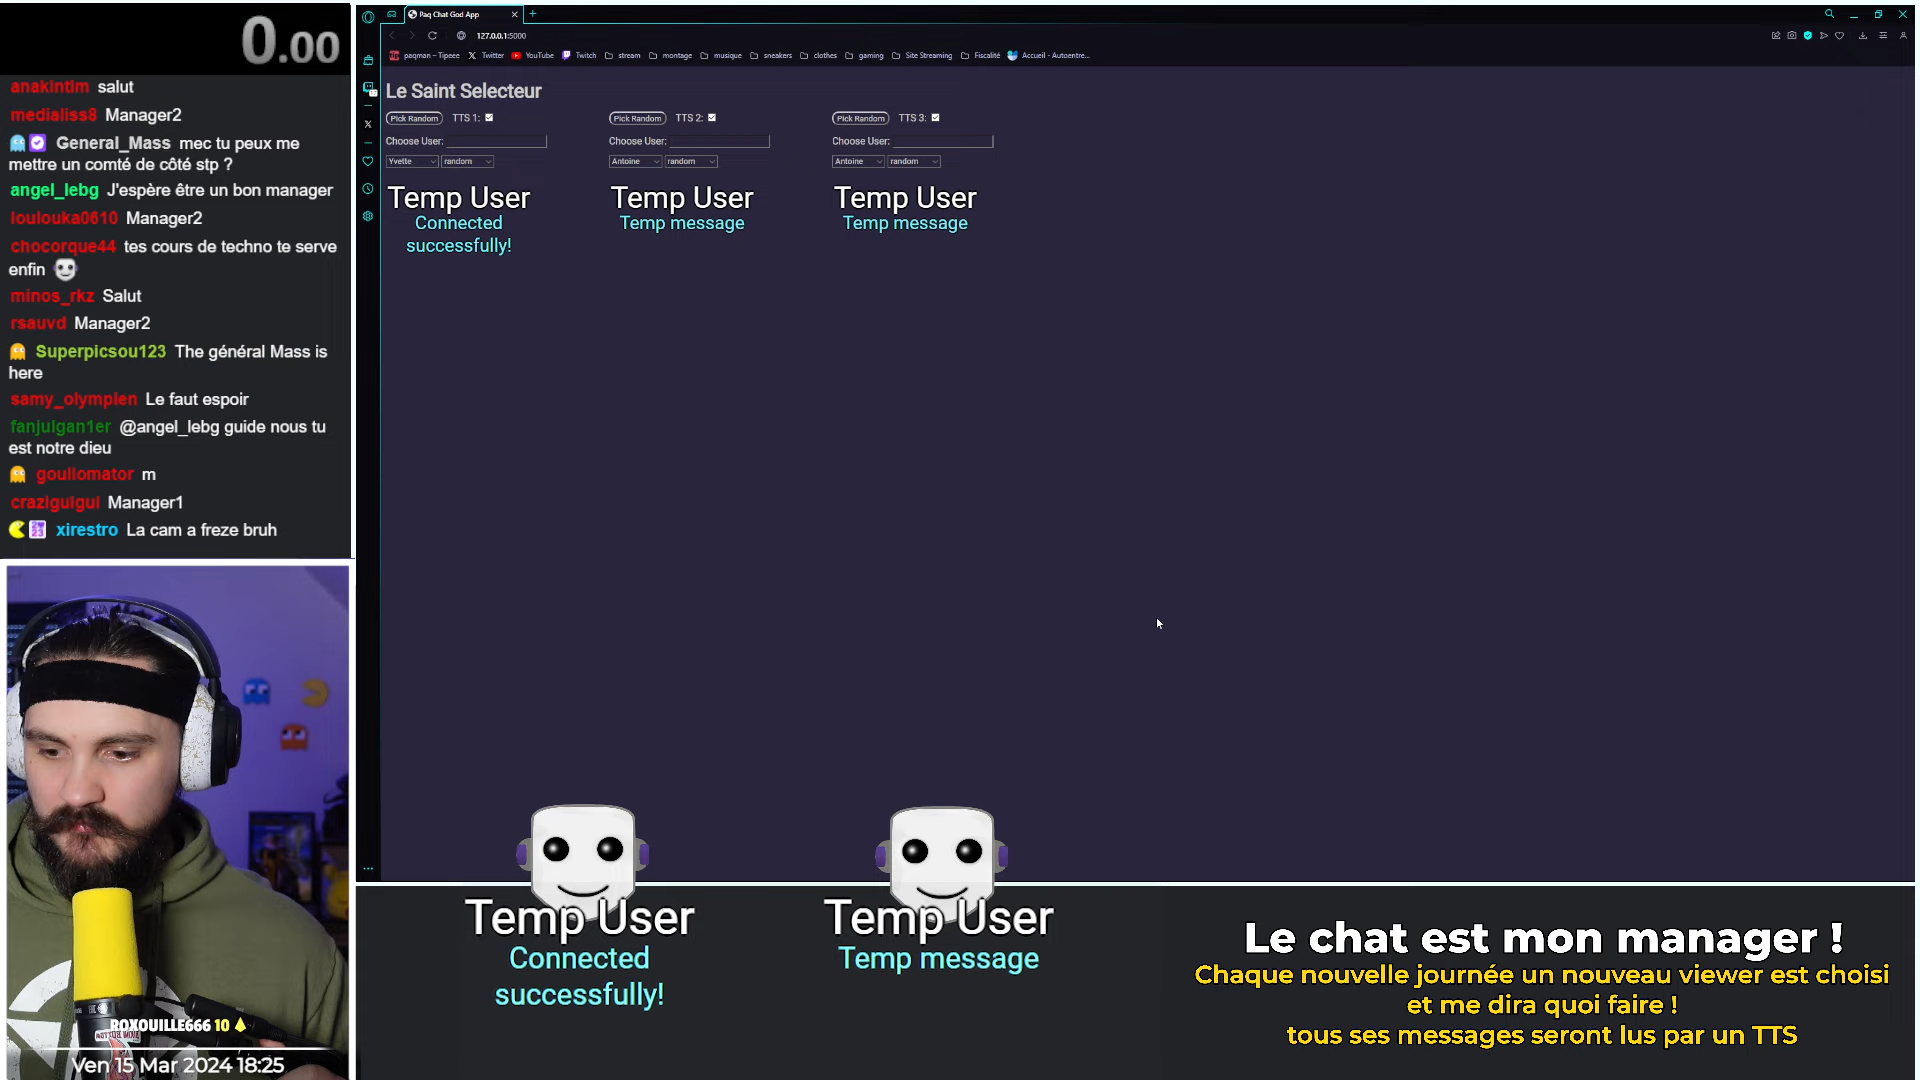 0.00
anakintim salut
medialiss8 Manager2
General_Mass mec tu peux me
mettre un comté de côté stp ?
angel_lebg J'espère être un bon manager
loulouka0610 Manager2
chocorque44 tes cours de techno te serve
enfin
minos_rkz Salut
rsauvd Manager2
Superpicsou123 The général Mass is
here
samy_olympien Le faut espoir
fanjulgan1er @angel_lebg guide nous tu
est notre dieu
goullomator m
craziguigui Manager1
xirestro La cam a freze bruh
ROXOUILLE666 10
Ven 15 Mar 2024 18:25
Paq Chat God App
127.0.0.1:5000
paqman – Tipeee Twitter YouTube Twitch stream montage musique sneakers clothes gaming Site Streaming Fiscalité Accueil - Autoentre...
Le Saint Selecteur
Pick Random TTS 1: Pick Random TTS 2: Pick Random TTS 3:
Choose User: Choose User: Choose User:
Yvette random Antoine random Antoine random
Temp User Temp User Temp User
Connected Temp message Temp message
successfully!
Temp User Temp User
Connected Temp message
successfully!
Le chat est mon manager !
Chaque nouvelle journée un nouveau viewer est choisi
et me dira quoi faire !
tous ses messages seront lus par un TTS